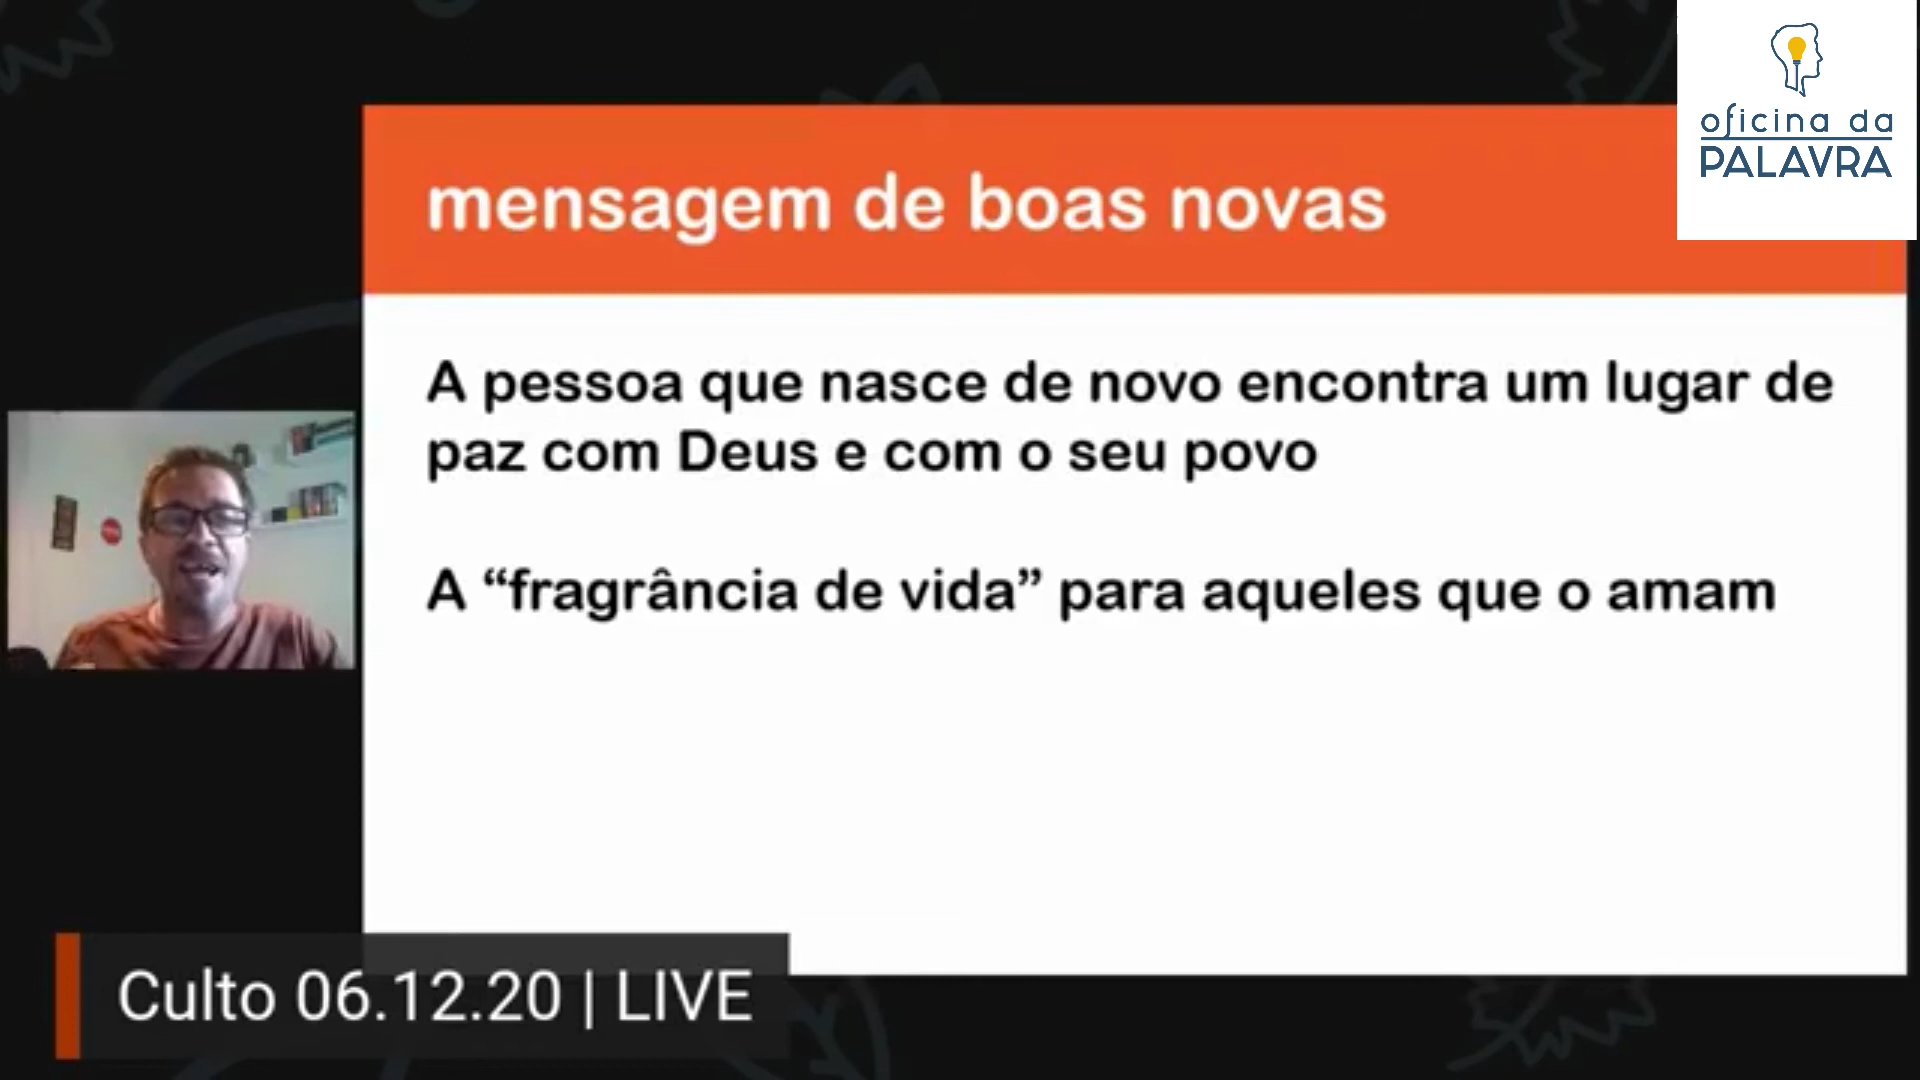 oficina da
PALAVRA
mensagem de boas novas
A pessoa que nasce de novo encontra um lugar de
paz com Deus e com o seu povo
A “fragrância de vida” para aqueles que o amam
Culto 06.12.20 | LIVE